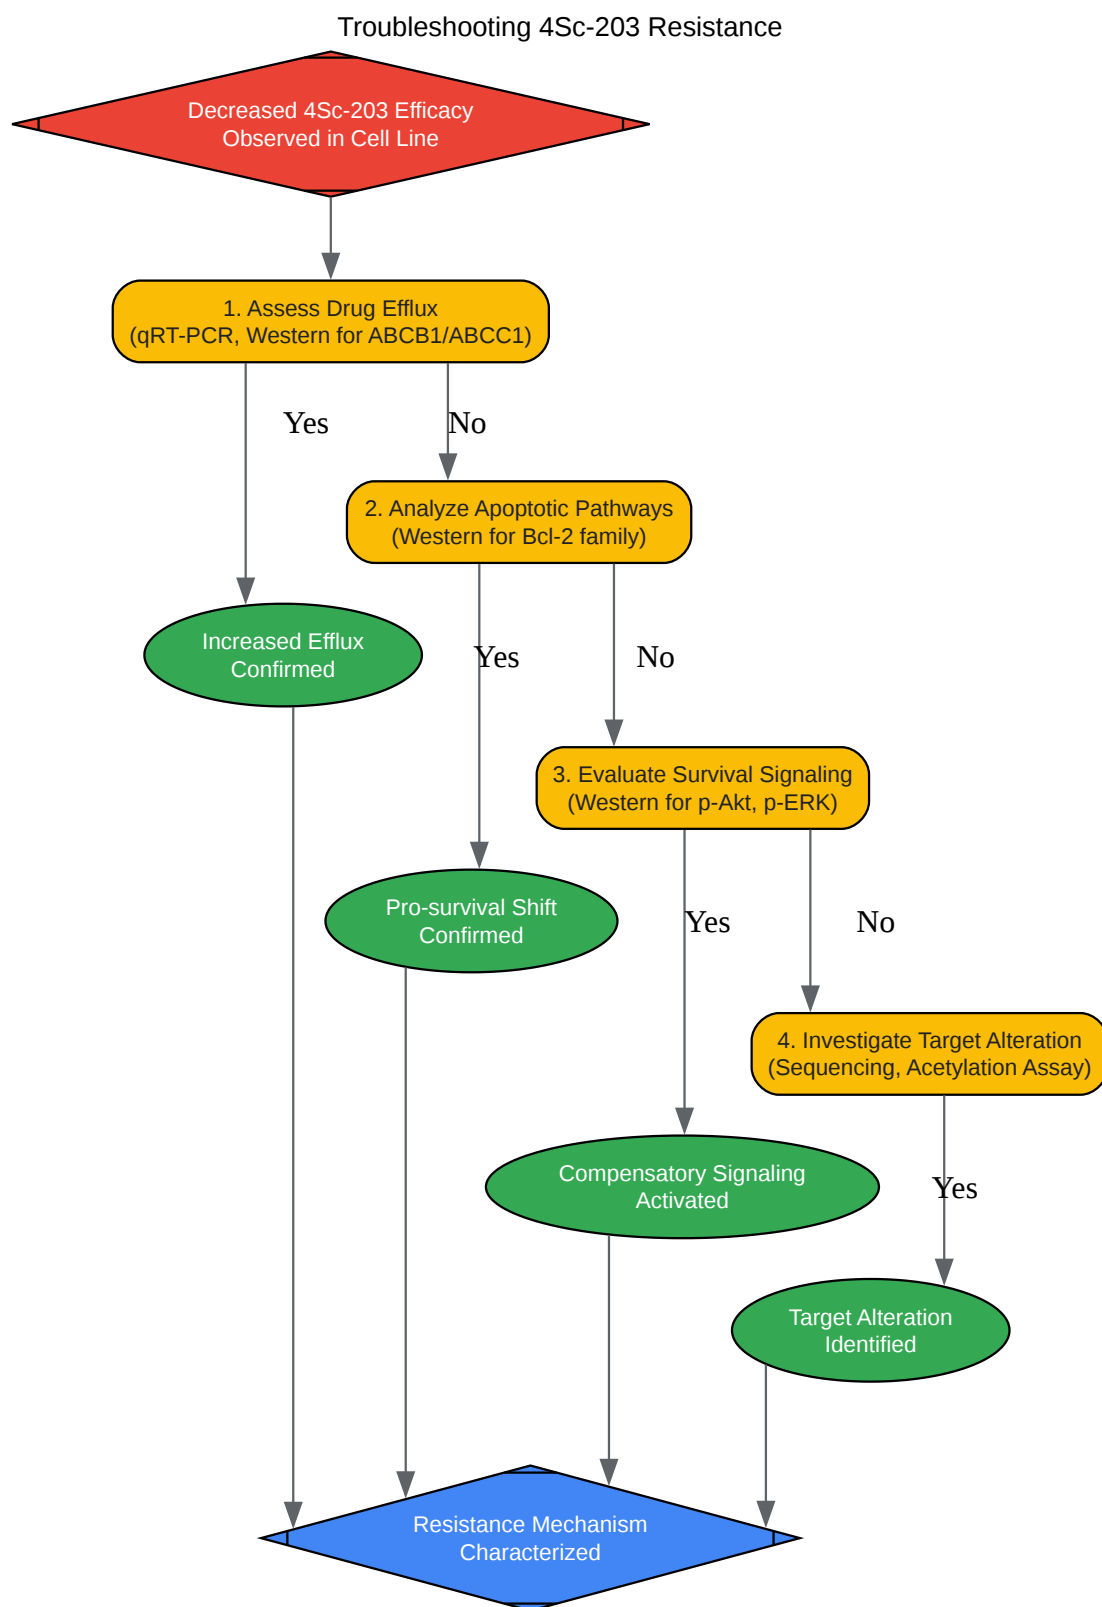 Troubleshooting 4Sc-203 Resistance
Decreased 4Sc-203 Efficacy
Observed in Cell Line
1. Assess Drug Efflux
(qRT-PCR, Western for ABCB1/ABCC1)
Yes
No
2. Analyze Apoptotic Pathways
(Western for Bcl-2 family)
Increased Efflux
Confirmed
Yes
No
3. Evaluate Survival Signaling
(Western for p-Akt, p-ERK)
Pro-survival Shift
Confirmed
Yes
No
4. Investigate Target Alteration
(Sequencing, Acetylation Assay)
Compensatory Signaling
Activated
Yes
Target Alteration
Identified
Resistance Mechanism
Characterized